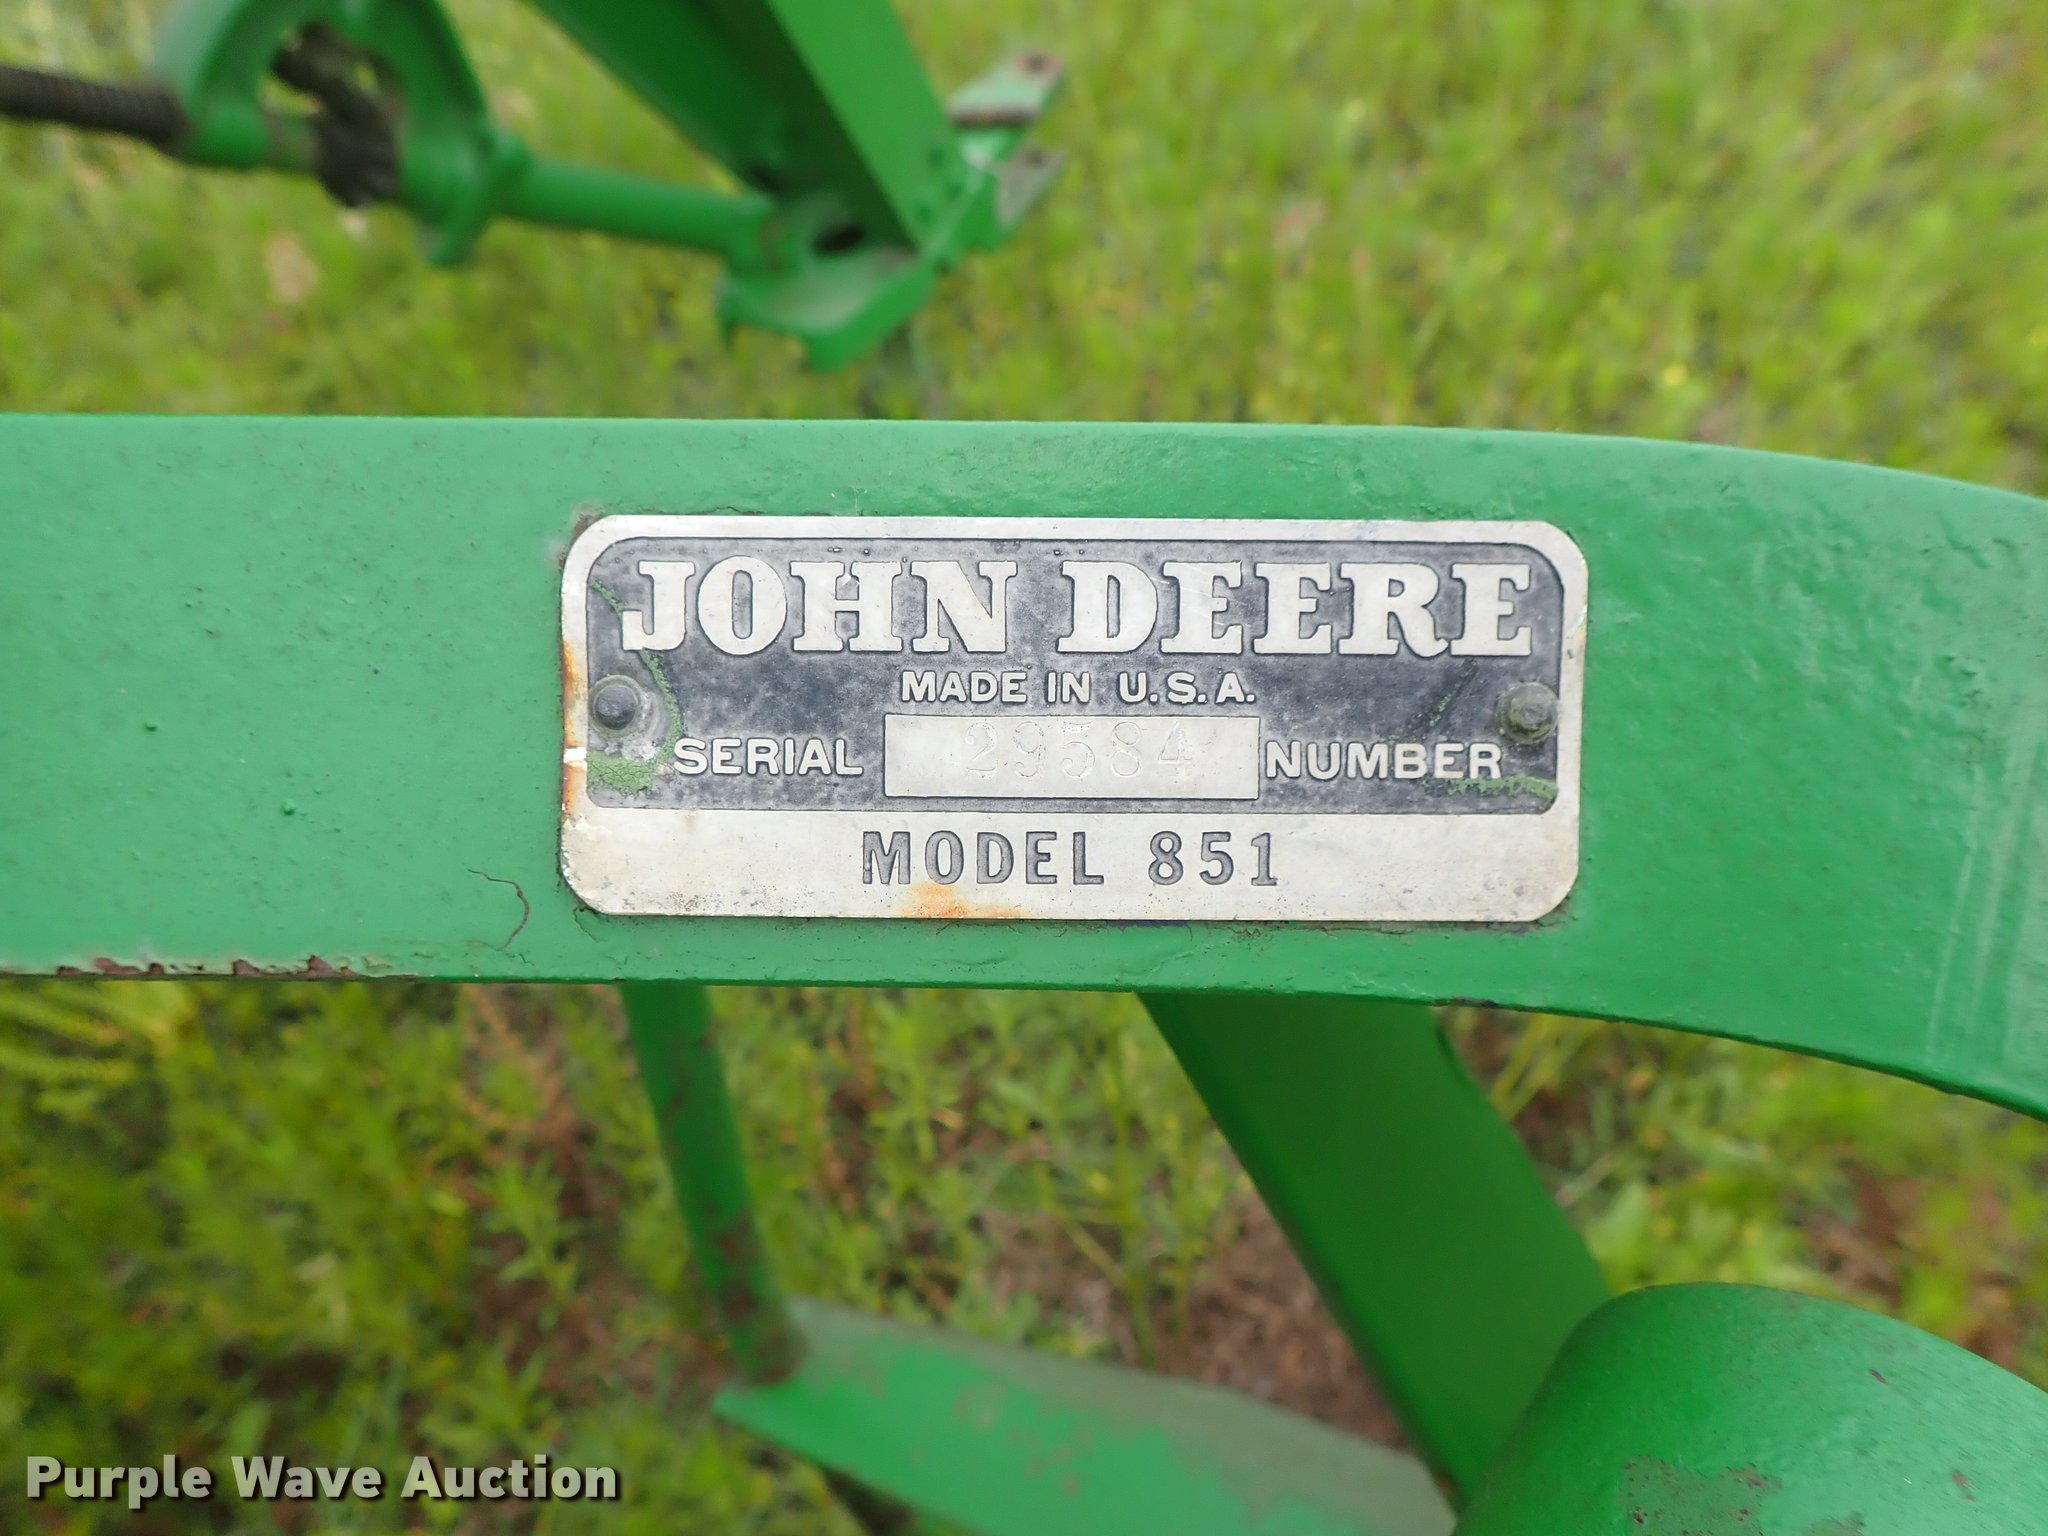 JOHN DEERE
MADE IN U.S.A.
SERIAL 29584 NUMBER
MODEL 851
Purple Wave Auction